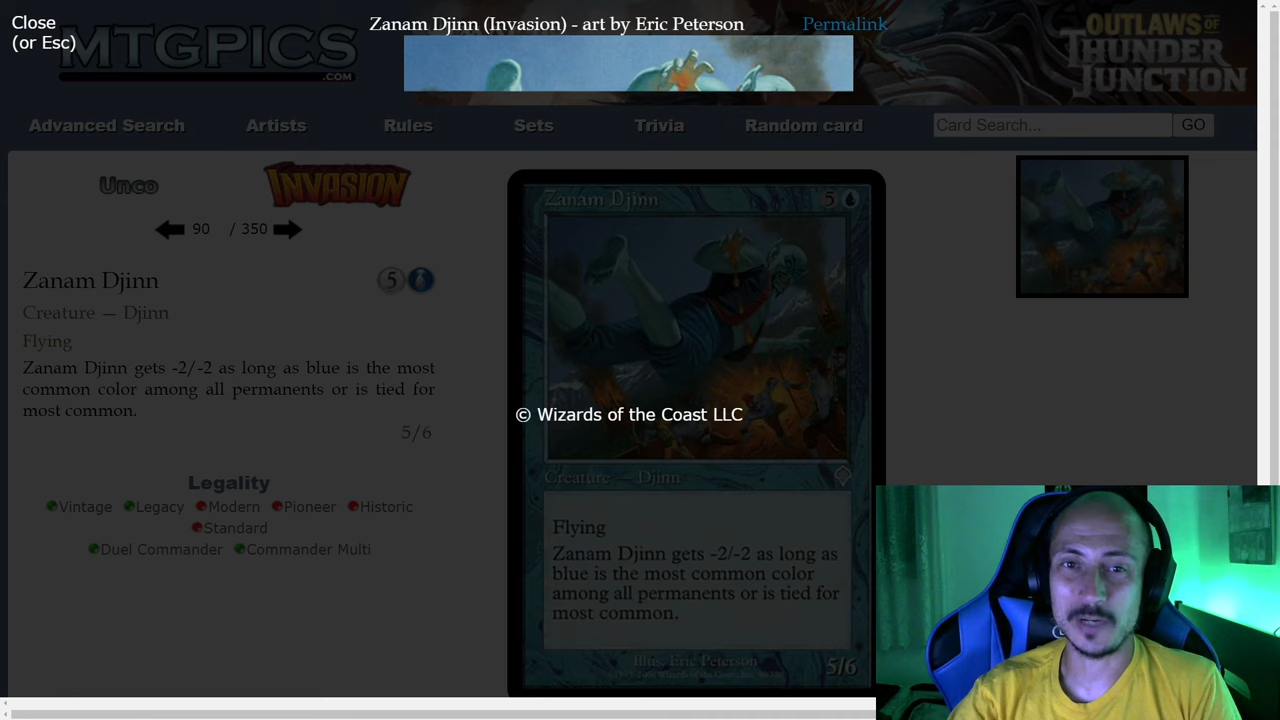 Close
(or Esc)
Zanam Djinn (Invasion) - art by Eric Peterson
Permalink
MTGPICS
.COM
OUTLAWS OF
THUNDER
JUNCTION
Advanced Search
Artists
Rules
Sets
Trivia
Random card
Card Search...
GO
Unco
INVASION
90 / 350
Zanam Djinn
5
Creature — Djinn
Flying
Zanam Djinn gets -2/-2 as long as blue is the most
common color among all permanents or is tied for
most common.
5/6
Legality
Vintage Legacy Modern Pioneer Historic
Standard
Duel Commander Commander Multi
Zanam Djinn
5
© Wizards of the Coast LLC
Creature — Djinn
Flying
Zanam Djinn gets -2/-2 as long as
blue is the most common color
among all permanents or is tied for
most common.
Illus. Eric Peterson
5/6